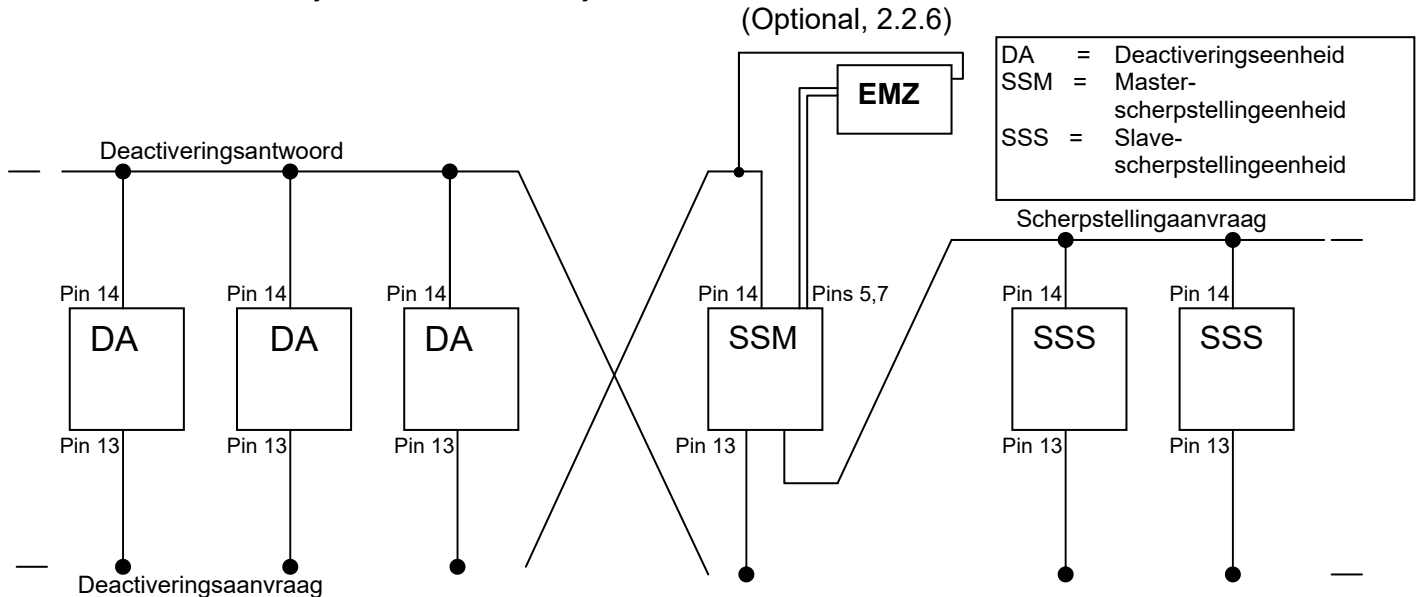 (Optional, 2.2.6)
DA = Deactiveringseenheid
SSM = Master-
scherpstellingeenheid
SSS = Slave-
scherpstellingeenheid
EMZ
Deactiveringsantwoord
Scherpstellingaanvraag
Pin 14 Pin 14 Pin 14 Pin 14 Pins 5,7 Pin 14 Pin 14
DA DA DA SSM SSS SSS
Pin 13 Pin 13 Pin 13 Pin 13 Pin 13 Pin 13
Deactiveringsaanvraag